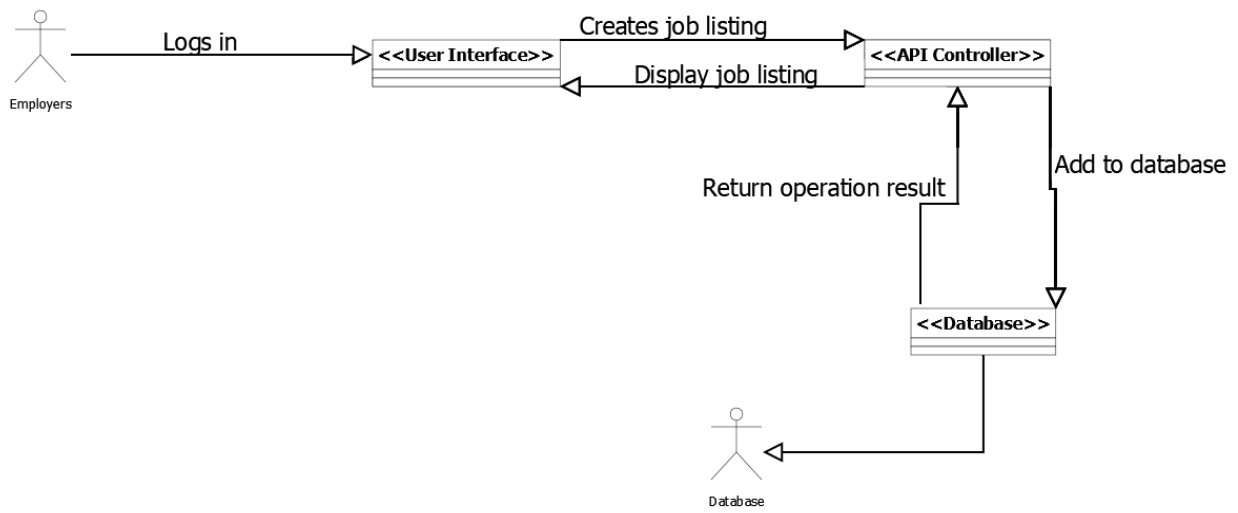 Creates job listing
Logs in
<<User Interface>>
<<API Controller>>
Display job listing
Employers
Add to database
Return operation result
<<Database>>
Database